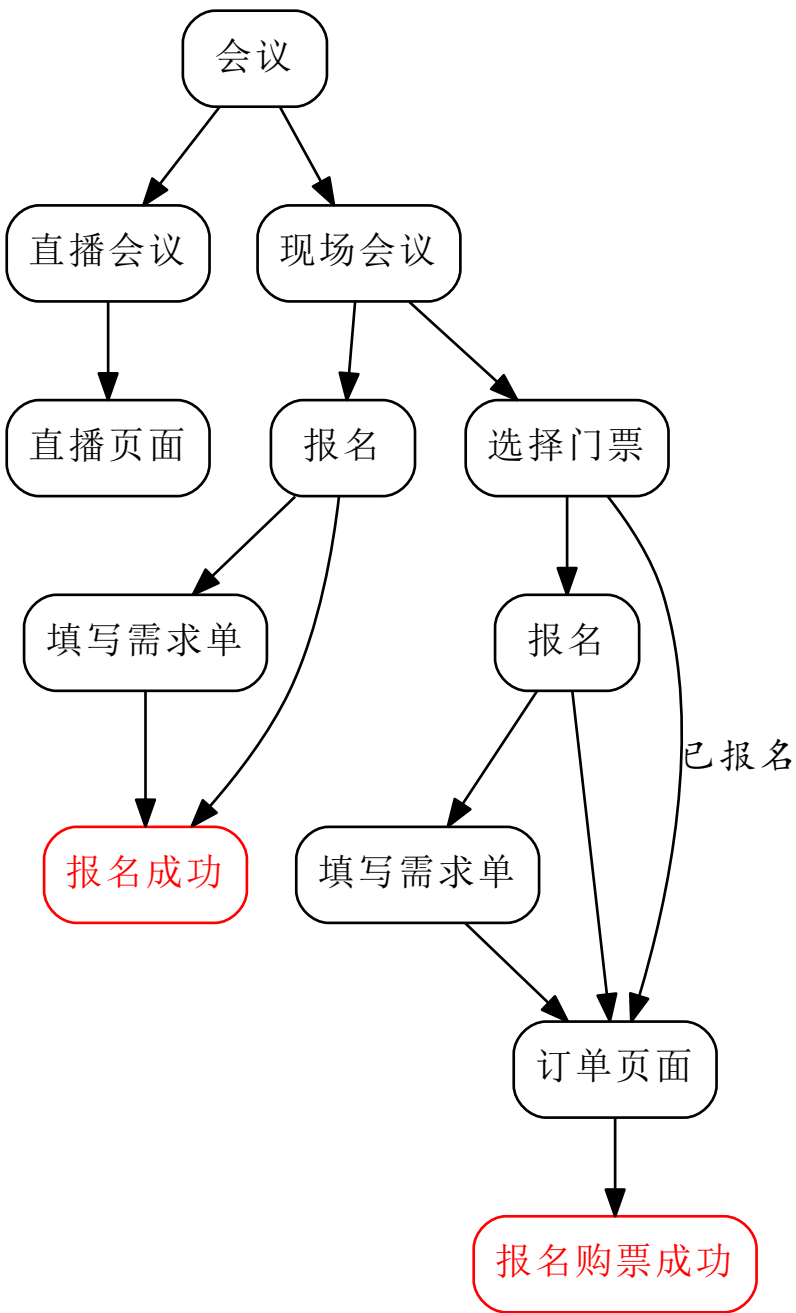 会议
直播会议
现场会议
直播页面
报名
选择门票
填写需求单
报名
已报名
报名成功
填写需求单
订单页面
报名购票成功